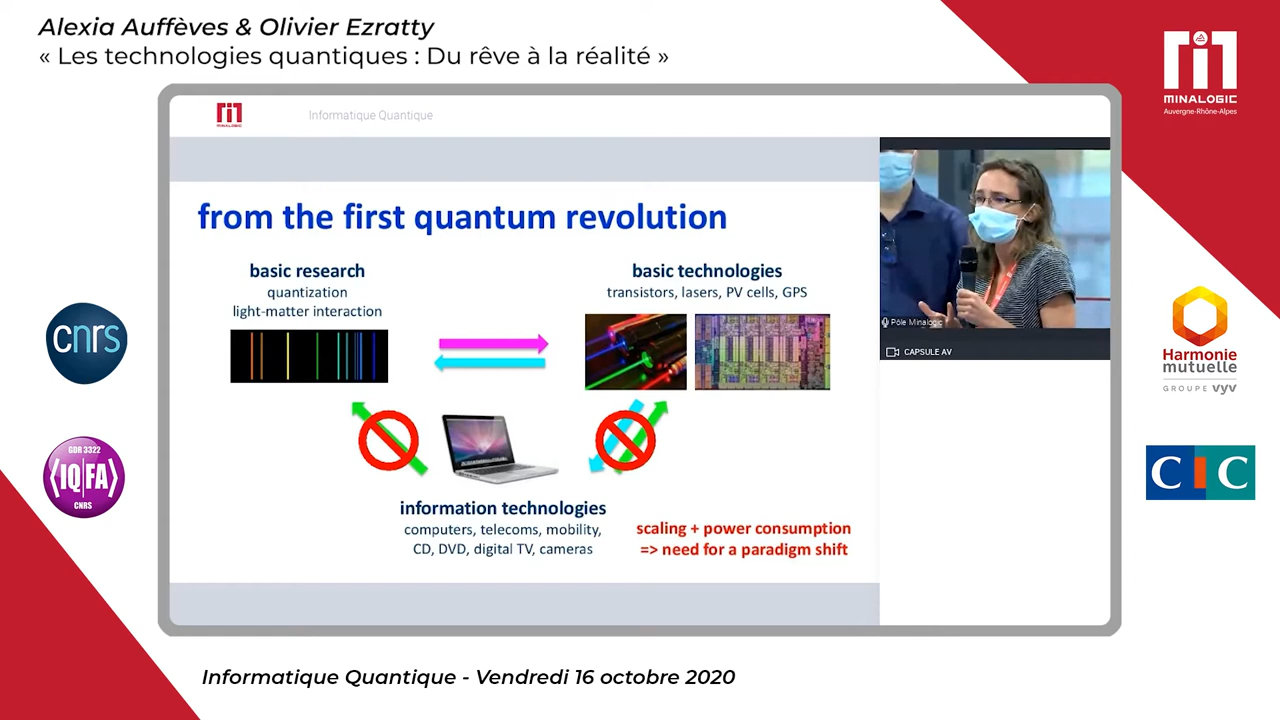 Alexia Auffèves & Olivier Ezratty
« Les technologies quantiques : Du rêve à la réalité »
MINALOGIC
Auvergne-Rhône-Alpes
MINALOGIC
Informatique Quantique
from the first quantum revolution
basic research
quantization
light-matter interaction
basic technologies
transistors, lasers, PV cells, GPS
Pôle Minalogic
CAPSULE AV
cnrs
Harmonie
mutuelle
GROUPE vyv
GDR 3322
IQFA
CNRS
CIC
information technologies
computers, telecoms, mobility,
CD, DVD, digital TV, cameras
scaling + power consumption
=> need for a paradigm shift
Informatique Quantique - Vendredi 16 octobre 2020